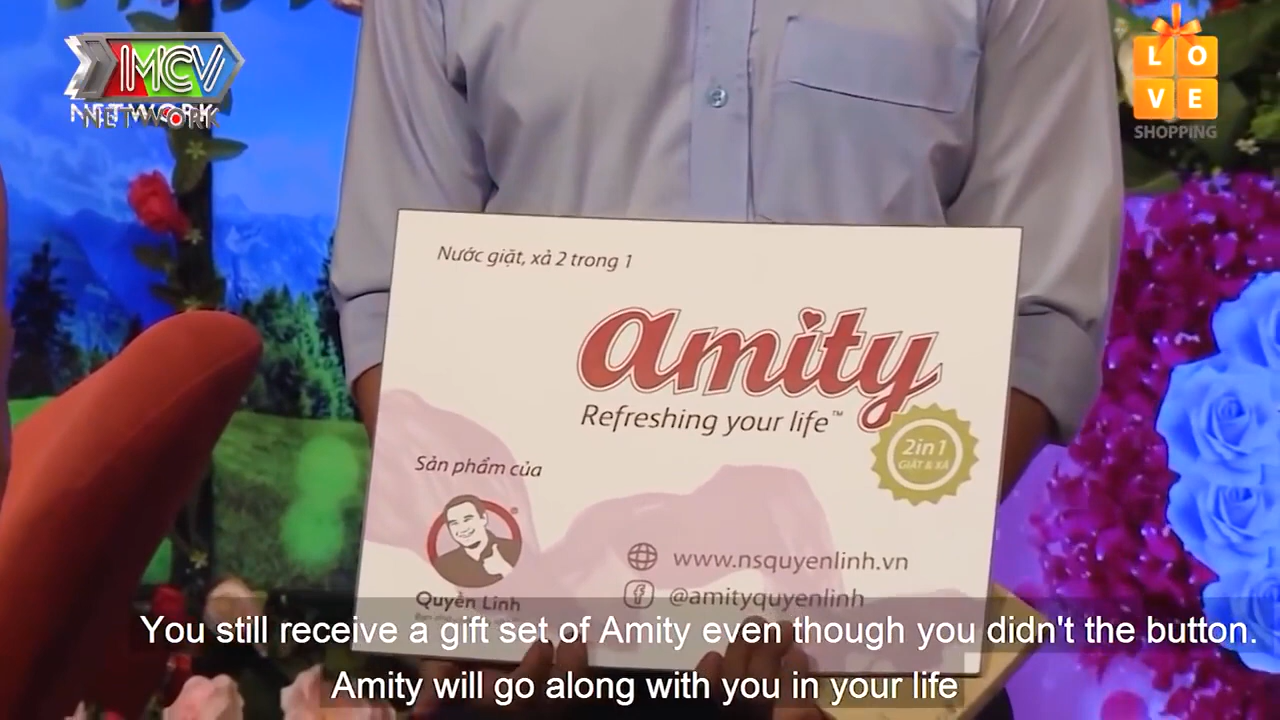 MCV
NETWORK
LOVE
SHOPPING
Nước giặt, xả 2 trong 1
amity
Refreshing your life™
2in1
GIẶT & XẢ
Sản phẩm của
®
Quyền Linh
www.nsquyenlinh.vn
@amityquyenlinh
You still receive a gift set of Amity even though you didn't the button.
Amity will go along with you in your life